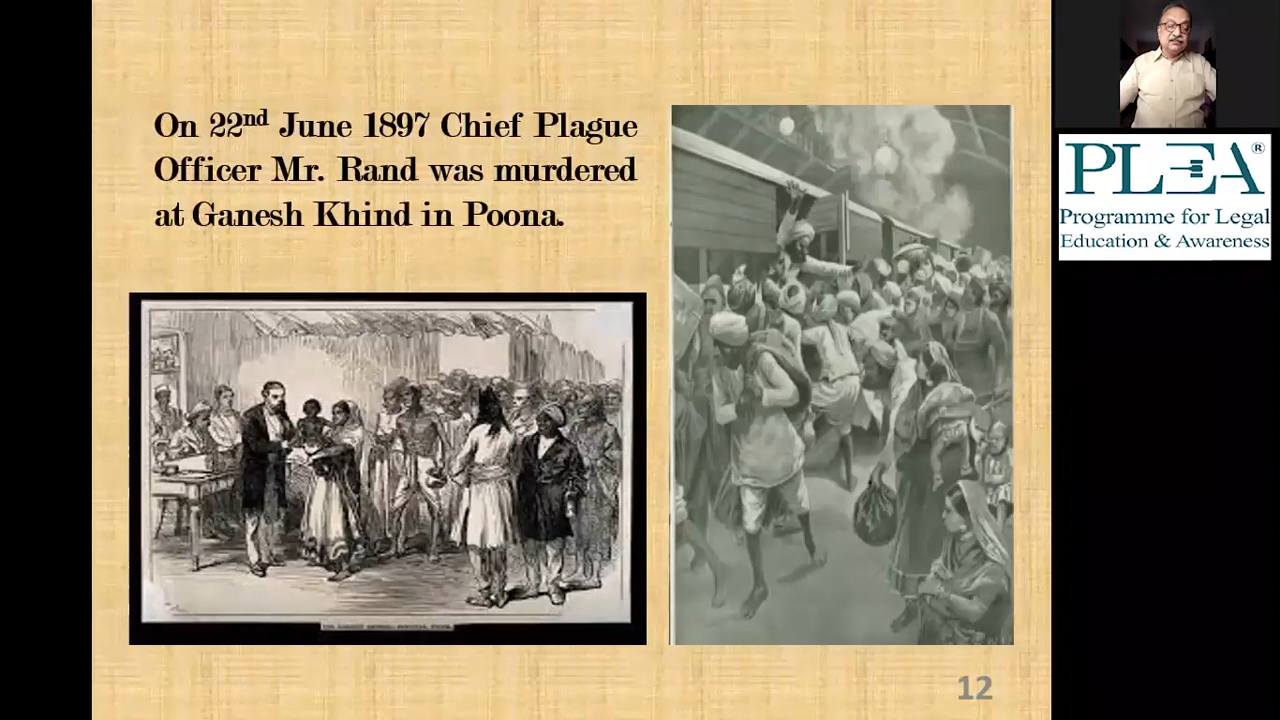 On 22nd June 1897 Chief Plague
Officer Mr. Rand was murdered
at Ganesh Khind in Poona.
PLEA®
Programme for Legal
Education & Awareness
12